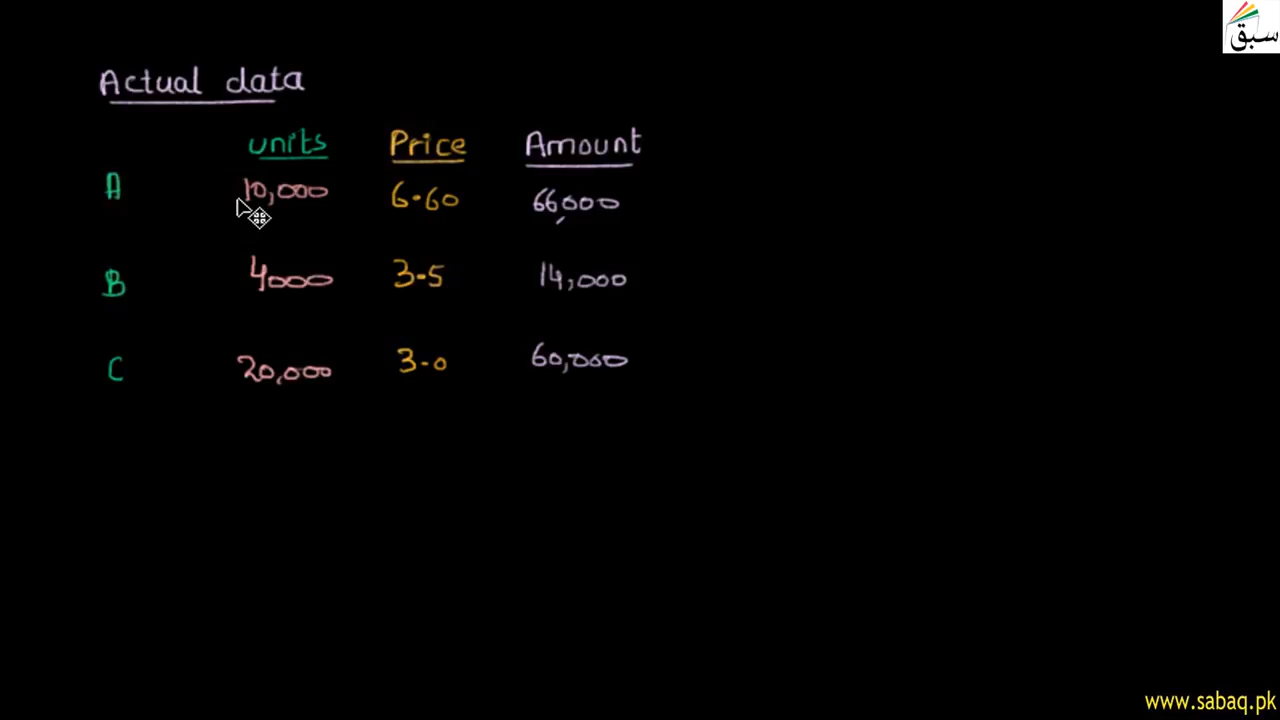 سبق
Actual data
units Price Amount
A 10,000 6.60 66,000
B 4000 3.5 14,000
C 20,000 3.0 60,000
www.sabaq.pk